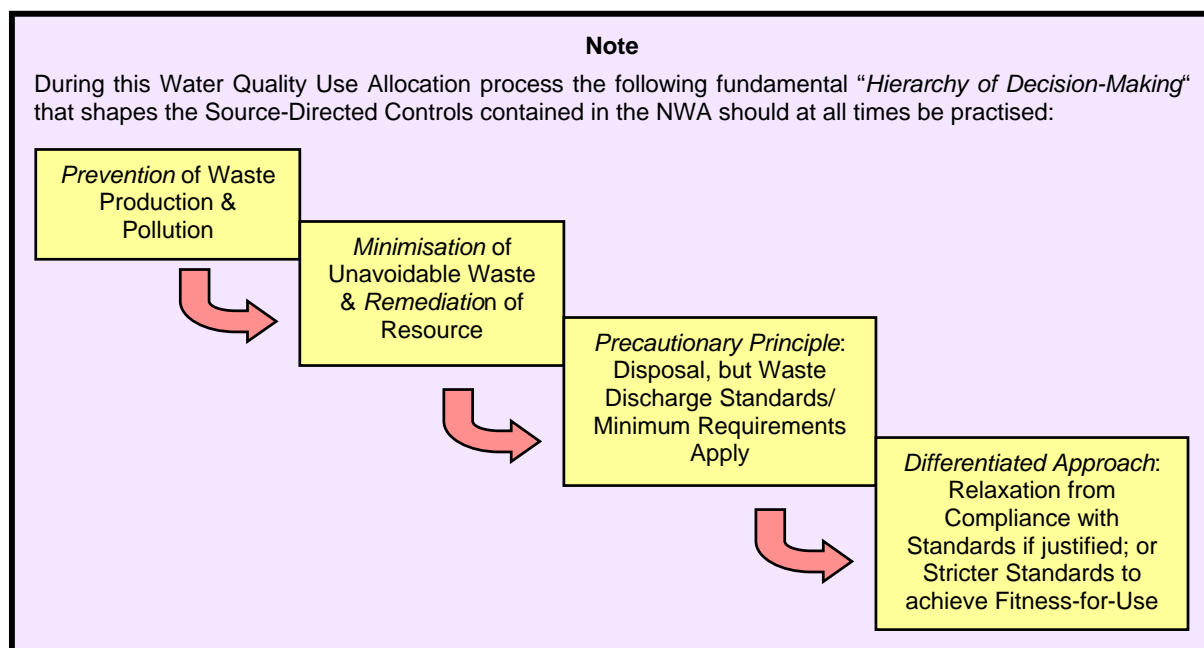 Note
During this Water Quality Use Allocation process the following fundamental “Hierarchy of Decision-Making“
that shapes the Source-Directed Controls contained in the NWA should at all times be practised:
Prevention of Waste
Production &
Pollution
Minimisation of
Unavoidable Waste
& Remediation of
Resource
Precautionary Principle:
Disposal, but Waste
Discharge Standards/
Minimum Requirements
Apply
Differentiated Approach:
Relaxation from
Compliance with
Standards if justified; or
Stricter Standards to
achieve Fitness-for-Use